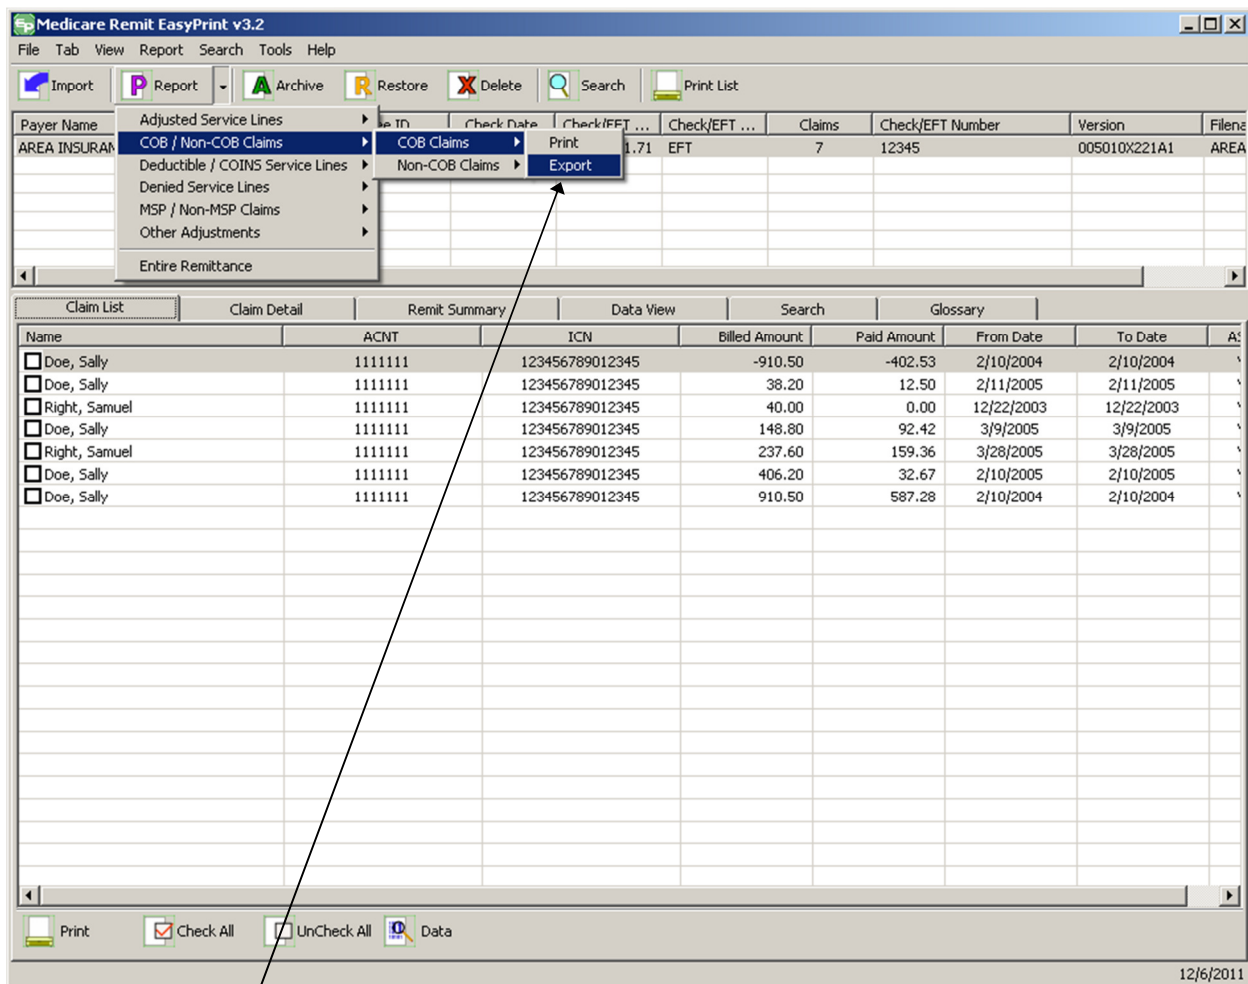 Medicare Remit EasyPrint v3.2
File Tab View Report Search Tools Help
Import Report Archive Restore Delete Search Print List
Payer Name Check Date Check/EFT ... Check/EFT ... Claims Check/EFT Number Version
AREA INSURAN 1.71 EFT 7 12345 005010X221A1 AREA
Adjusted Service Lines
COB / Non-COB Claims COB Claims Print
Deductible / COINS Service Lines Non-COB Claims Export
Denied Service Lines
MSP / Non-MSP Claims
Other Adjustments
Entire Remittance
Claim List Claim Detail Remit Summary Data View Search Glossary
Name ACNT ICN Billed Amount Paid Amount From Date To Date
Doe, Sally 1111111 123456789012345 -910.50 -402.53 2/10/2004 2/10/2004
Doe, Sally 1111111 123456789012345 38.20 12.50 2/11/2005 2/11/2005
Right, Samuel 1111111 123456789012345 40.00 0.00 12/22/2003 12/22/2003
Doe, Sally 1111111 123456789012345 148.80 92.42 3/9/2005 3/9/2005
Right, Samuel 1111111 123456789012345 237.60 159.36 3/28/2005 3/28/2005
Doe, Sally 1111111 123456789012345 406.20 32.67 2/10/2005 2/10/2005
Doe, Sally 1111111 123456789012345 910.50 587.28 2/10/2004 2/10/2004
Print Check All UnCheck All Data
12/6/2011